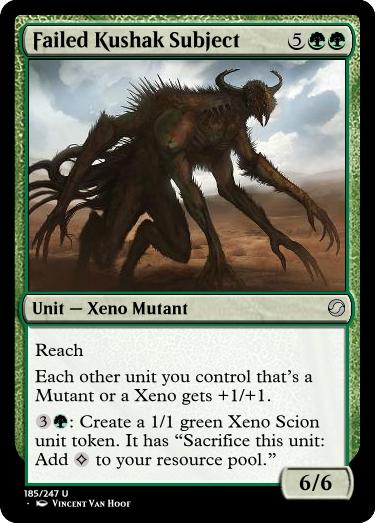 Failed Kushak Subject 5
Unit — Xeno Mutant
Reach
Each other unit you control that's a
Mutant or a Xeno gets +1/+1.
3 : Create a 1/1 green Xeno Scion
unit token. It has “Sacrifice this unit:
Add to your resource pool.”
6/6
185/247 U
· Vincent Van Hoof